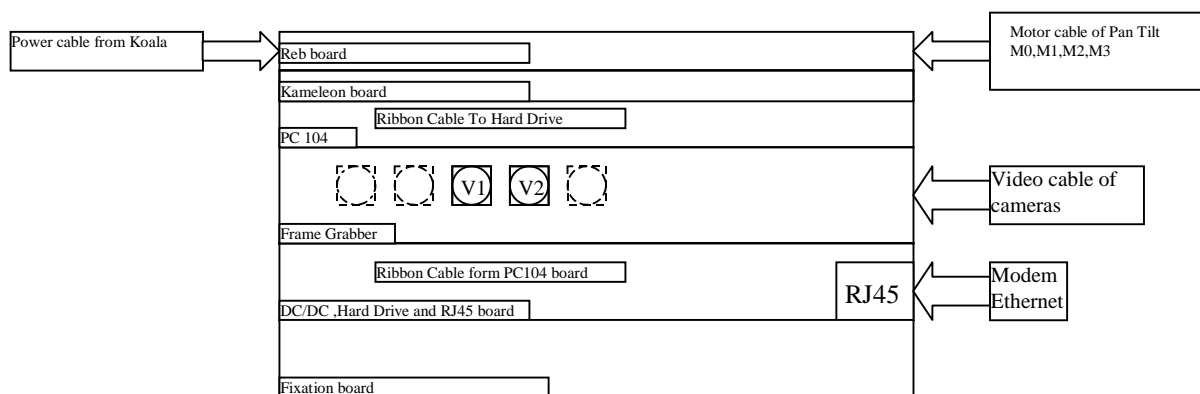 Power cable from Koala
Reb board
Motor cable of Pan Tilt
M0,M1,M2,M3
Kameleon board
Ribbon Cable To Hard Drive
PC 104
V1 V2
Video cable of
cameras
Frame Grabber
Ribbon Cable form PC104 board
RJ45
Modem
Ethernet
DC/DC ,Hard Drive and RJ45 board
Fixation board